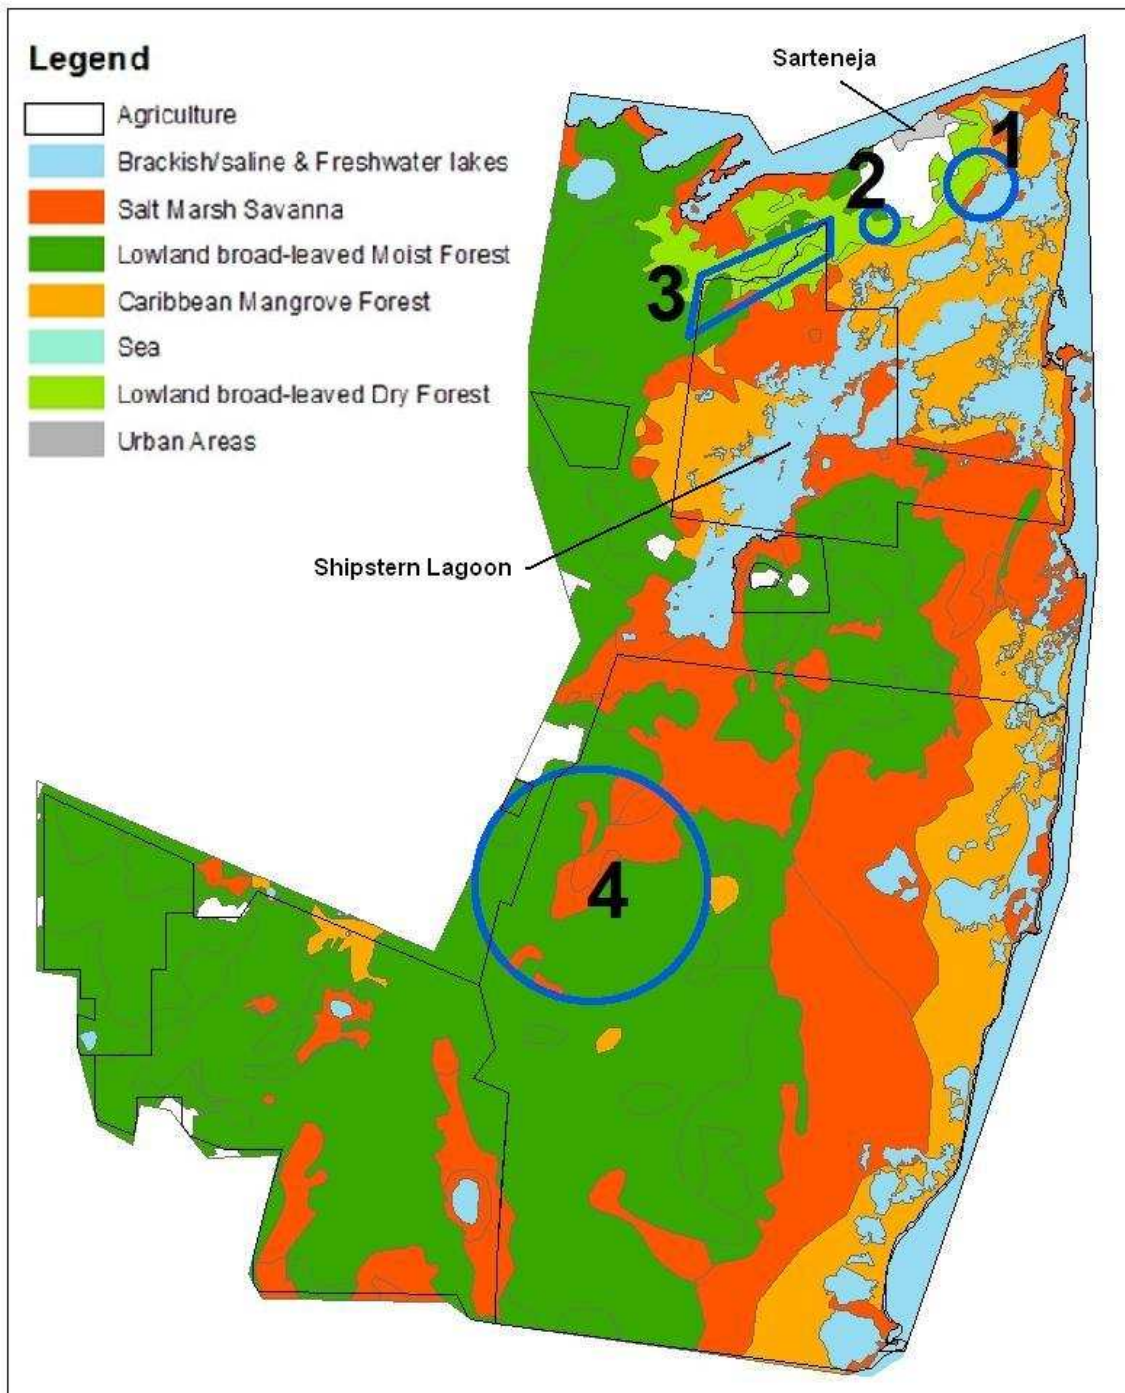 Legend
Agriculture
Brackish/saline & Freshwater lakes
Salt Marsh Savanna
Lowland broad-leaved Moist Forest
Caribbean Mangrove Forest
Sea
Lowland broad-leaved Dry Forest
Urban Areas
Sarteneja
1
2
3
Shipstern Lagoon
4